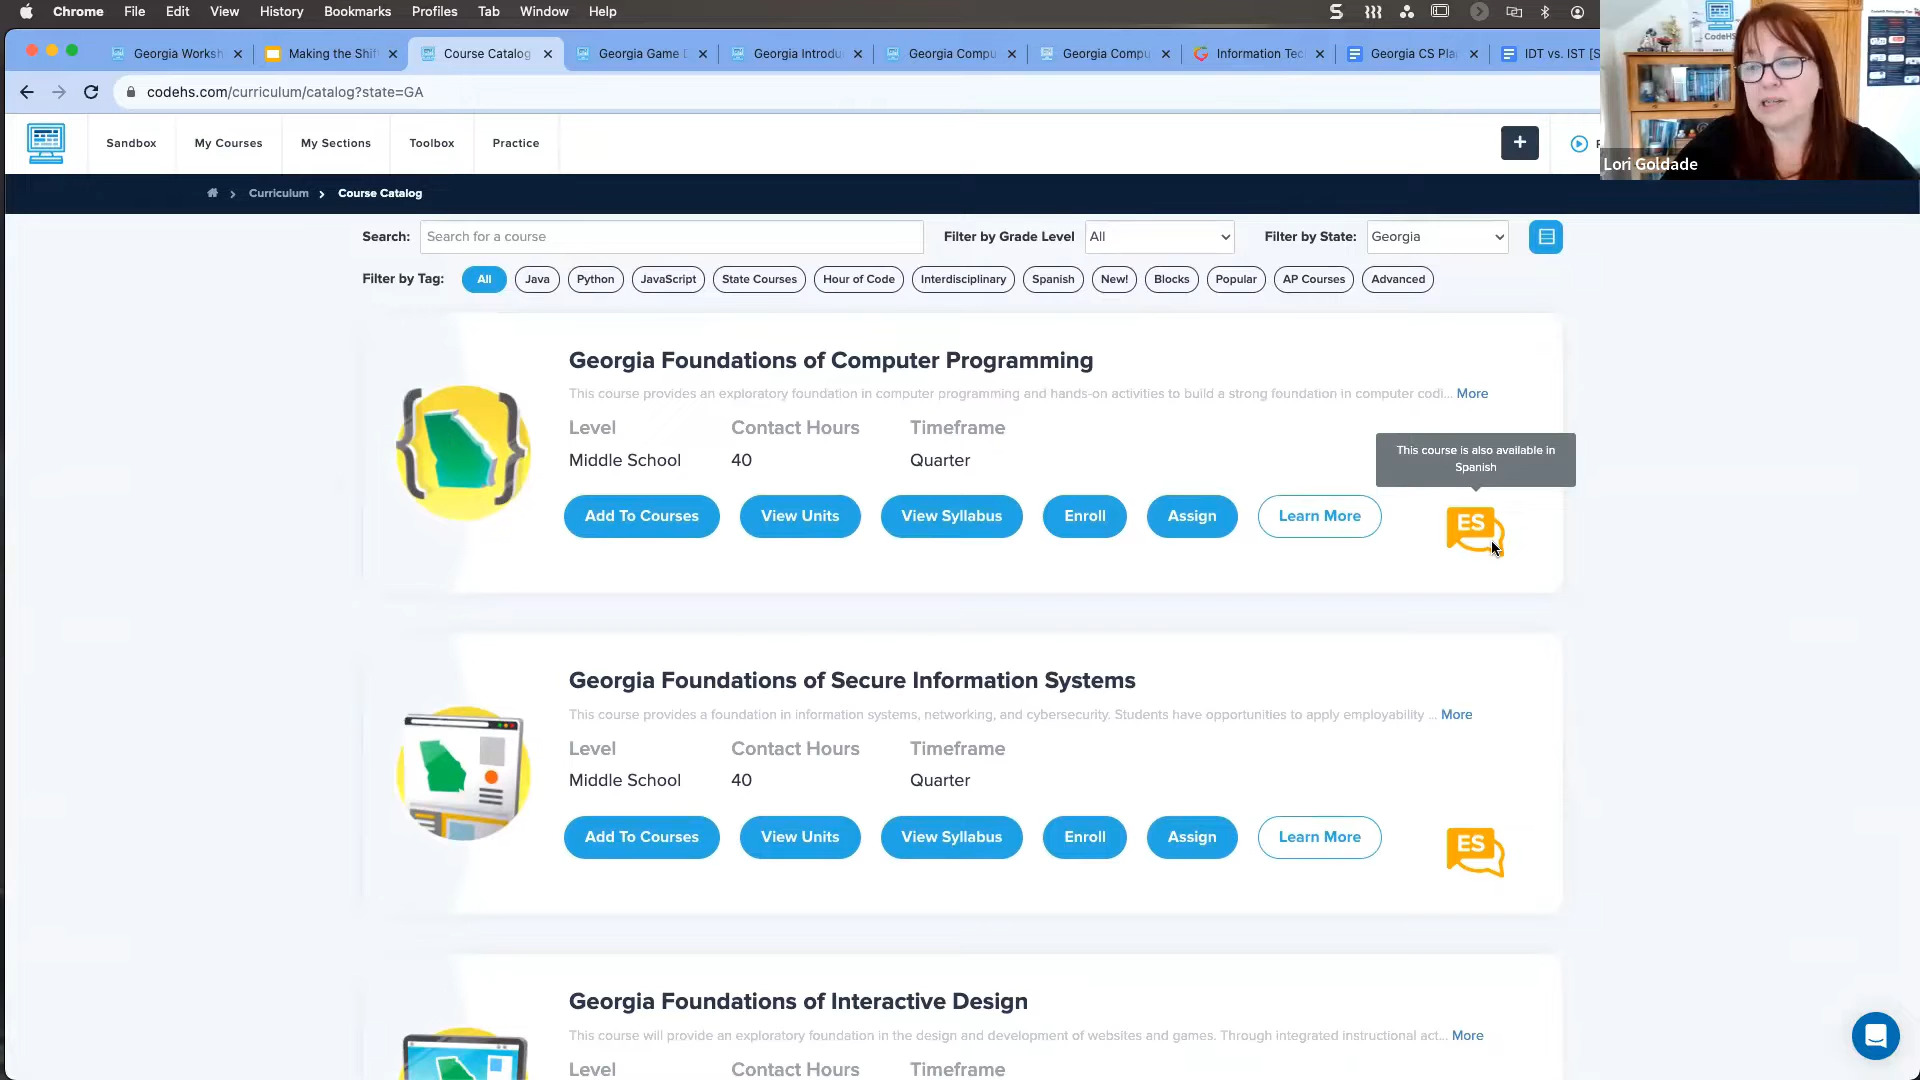 Chrome File Edit View History Bookmarks Profiles Tab Window Help
Georgia Worksh
Making the Shif
Course Catalog
Georgia Game
Georgia Introdu
Georgia Compu
Georgia Compu
Information Tec
Georgia CS Pla
IDT vs. IST [S
codehs.com/curriculum/catalog?state=GA
Sandbox My Courses My Sections Toolbox Practice
CodeHS
Lori Goldade
Curriculum Course Catalog
Search: Search for a course Filter by Grade Level All Filter by State: Georgia
Filter by Tag: All Java Python JavaScript State Courses Hour of Code Interdisciplinary Spanish New! Blocks Popular AP Courses Advanced
Georgia Foundations of Computer Programming
This course provides an exploratory foundation in computer programming and hands-on activities to build a strong foundation in computer codi... More
Level Contact Hours Timeframe
Middle School 40 Quarter
This course is also available in
Spanish
Add To Courses View Units View Syllabus Enroll Assign Learn More ES
Georgia Foundations of Secure Information Systems
This course provides a foundation in information systems, networking, and cybersecurity. Students have opportunities to apply employability ... More
Level Contact Hours Timeframe
Middle School 40 Quarter
Add To Courses View Units View Syllabus Enroll Assign Learn More ES
Georgia Foundations of Interactive Design
This course will provide an exploratory foundation in the design and development of websites and games. Through integrated instructional act... More
Level Contact Hours Timeframe